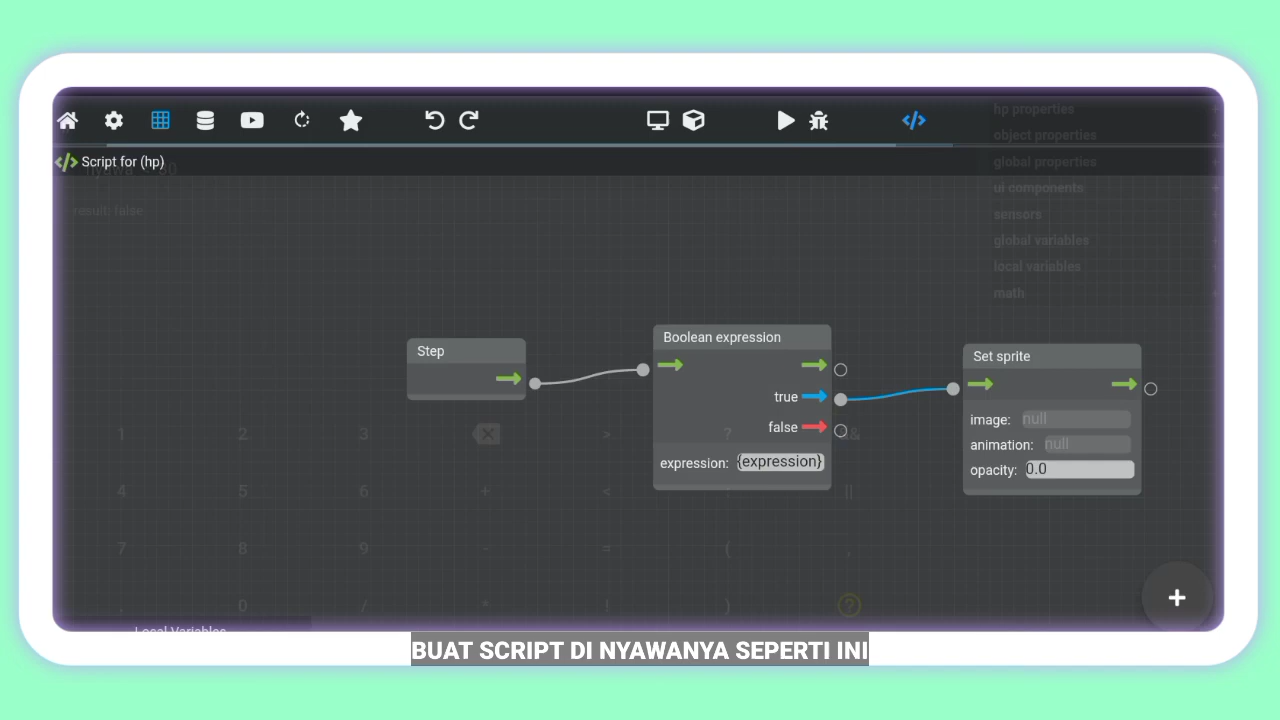 hp properties
object properties
global properties
ui components
sensors
global variables
local variables
math
Script for (hp)
result: false
Step
Boolean expression
true
false
expression: {expression}
Set sprite
image: null
animation: null
opacity: 0.0
1 2 3 > ? &&
4 5 6 + < : ||
7 8 9 - = ( ,
. 0 / * ! ) ?
+
Local Variables
BUAT SCRIPT DI NYAWANYA SEPERTI INI